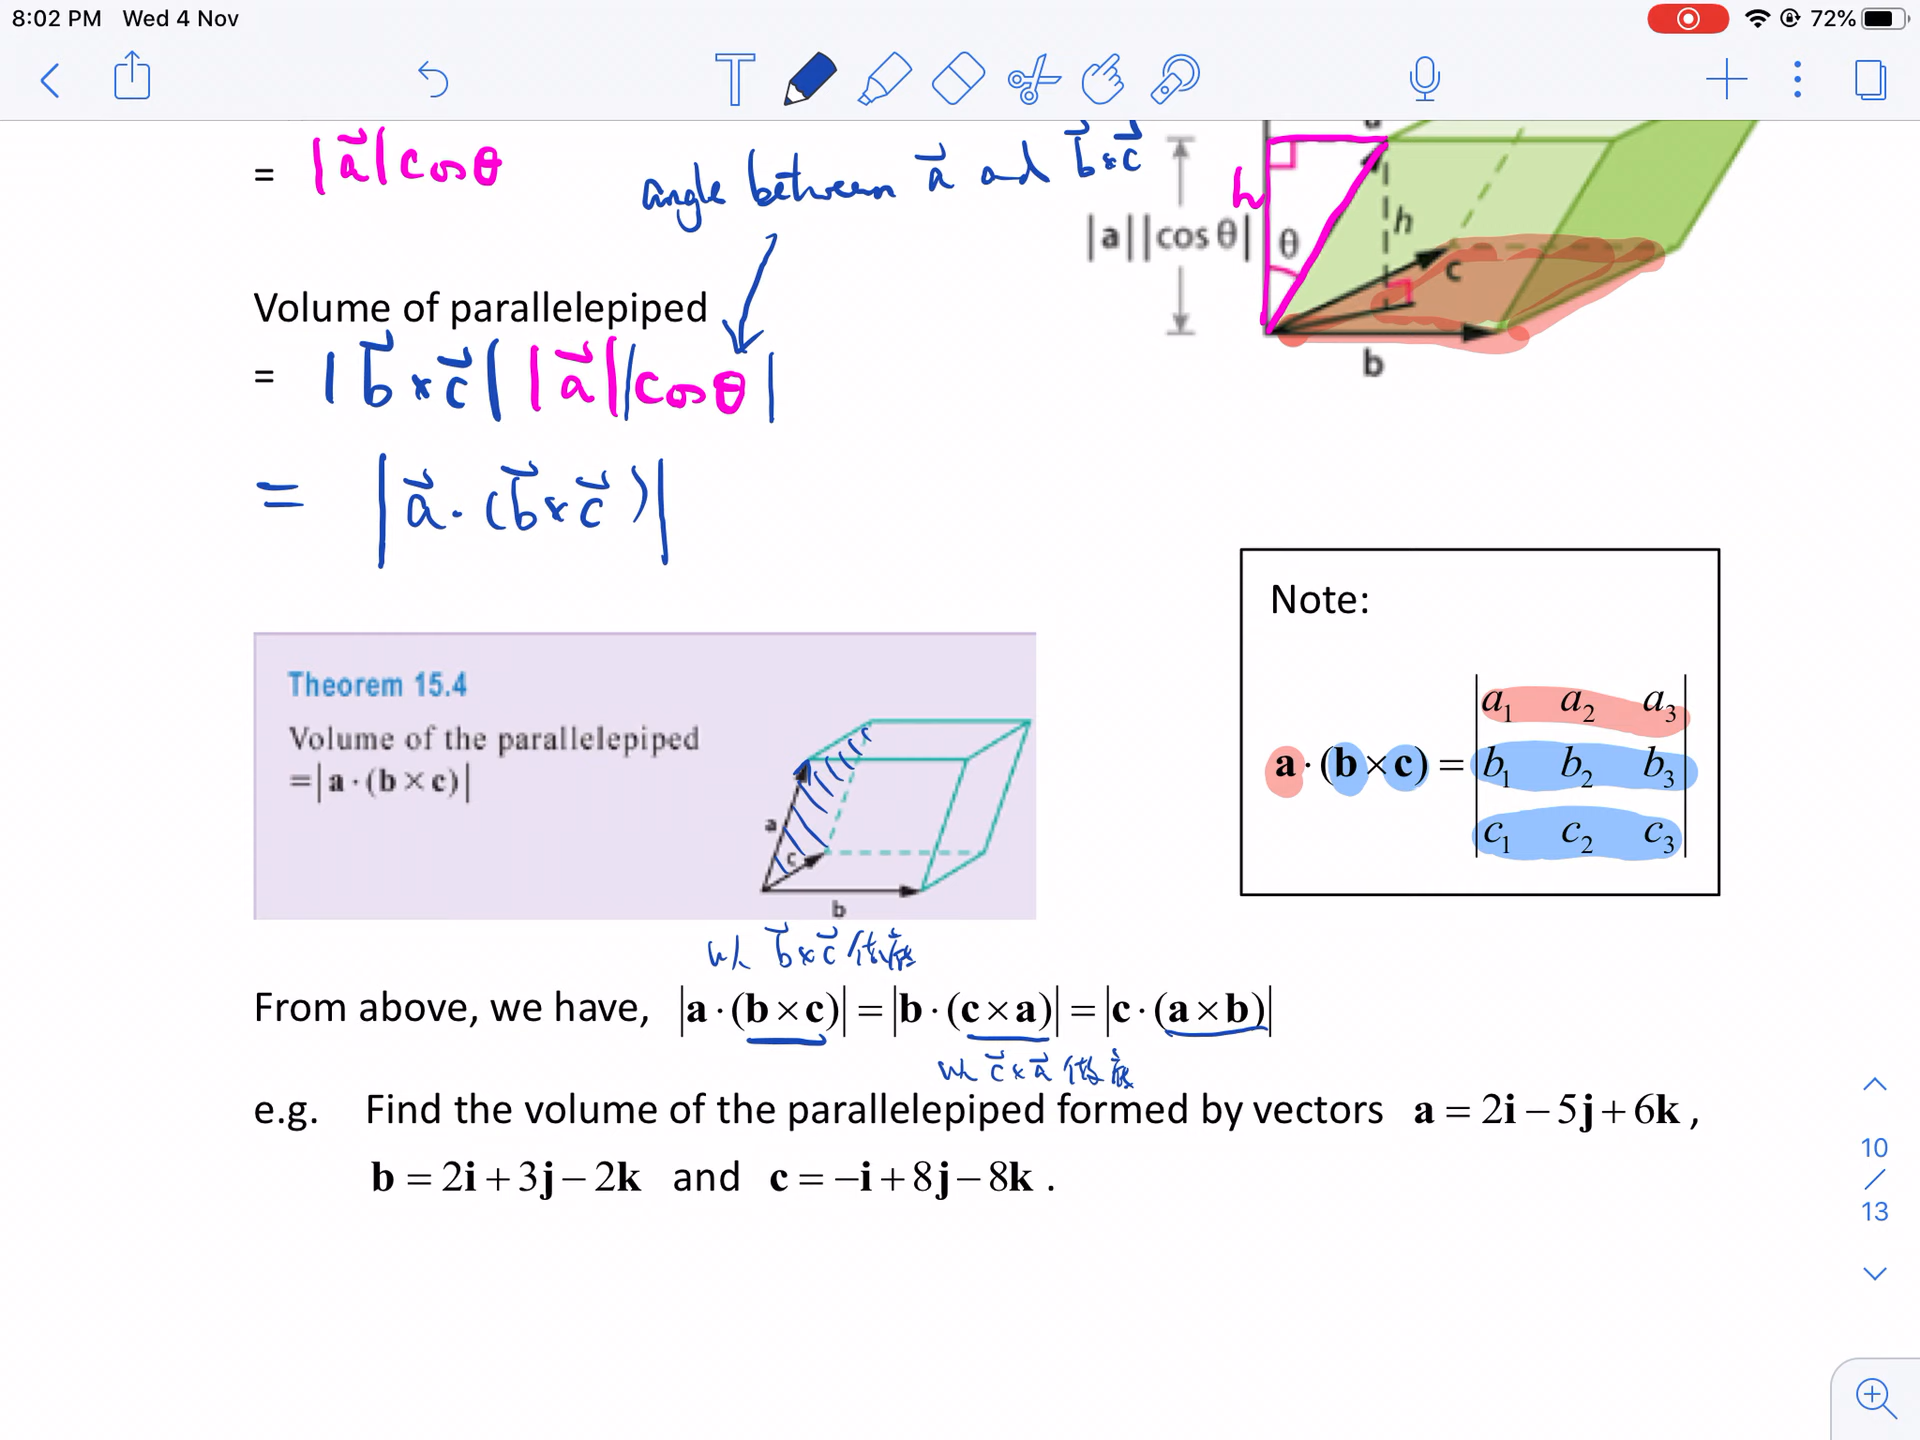 8:02 PM Wed 4 Nov
72%
= |a⃗|cosθ
angle between a⃗ and b⃗×c⃗
h
|a||cos θ|
θ
h
c
b
Volume of parallelepiped
= |b⃗×c⃗||a⃗||cosθ|
= |a⃗·(b⃗×c⃗)|
Note:
a·(b×c) = |a₁ a₂ a₃|
|b₁ b₂ b₃|
|c₁ c₂ c₃|
Theorem 15.4
Volume of the parallelepiped
=|a·(b×c)|
a
c
b
以 b⃗×c⃗ 做底
From above, we have, |a·(b×c)| = |b·(c×a)| = |c·(a×b)|
以 c⃗×a⃗ 做底
e.g. Find the volume of the parallelepiped formed by vectors a = 2i − 5j + 6k ,
b = 2i + 3j − 2k and c = −i + 8j − 8k .
10
/
13